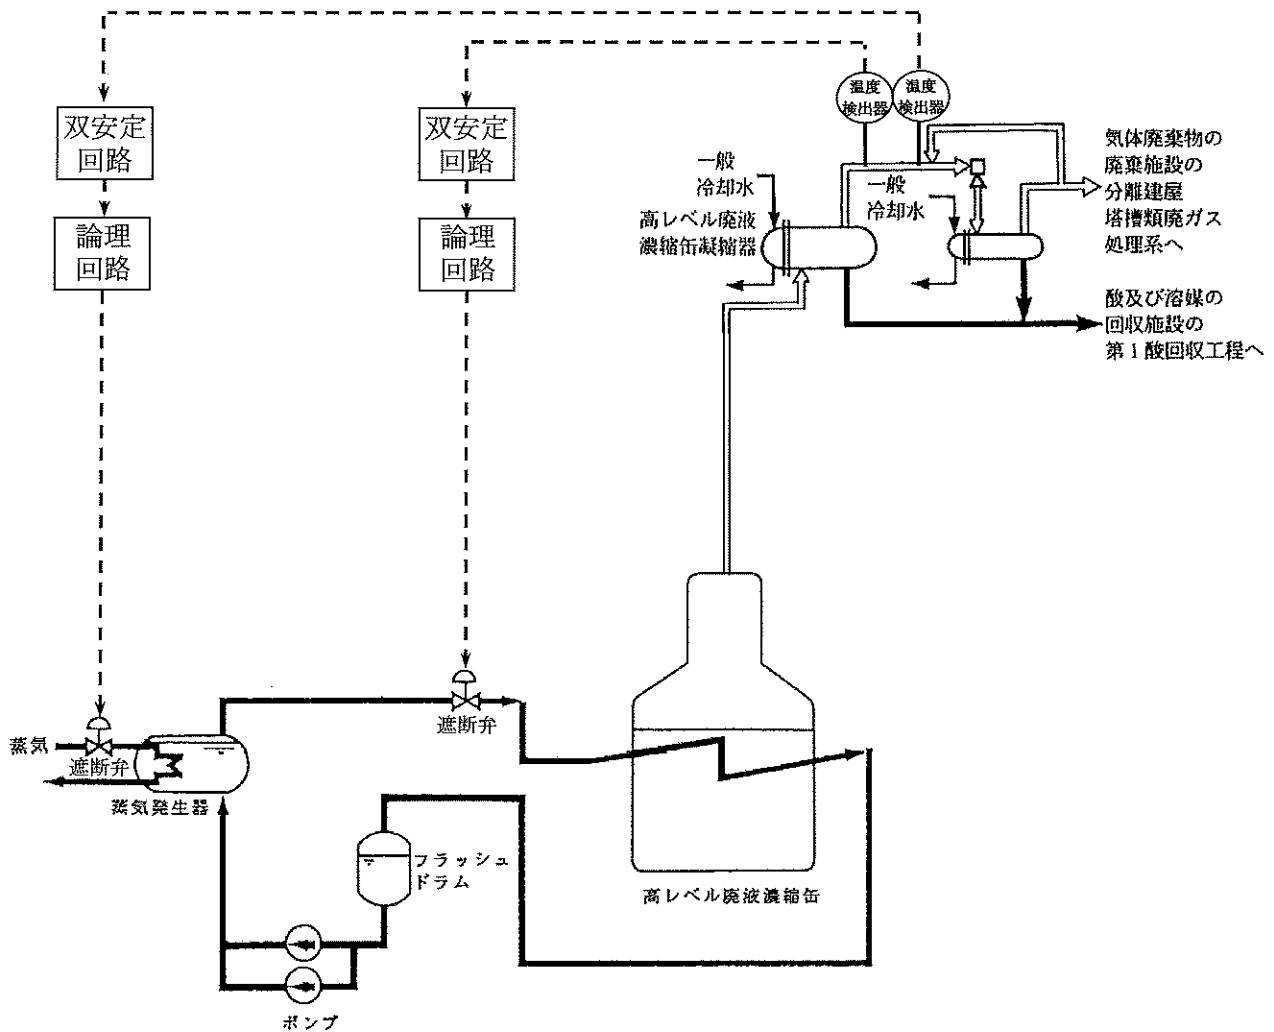 温度
検出器
温度
検出器
双安定
回路
双安定
回路
論理
回路
論理
回路
一般
冷却水
一般
冷却水
高レベル廃液
濃縮缶凝縮器
気体廃棄物の
廃棄施設の
分離建屋
塔槽類廃ガス
処理系へ
酸及び溶媒の
回収施設の
第1酸回収工程へ
遮断弁
蒸気
遮断弁
蒸気発生器
フラッシュ
ドラム
高レベル廃液濃縮缶
ポンプ